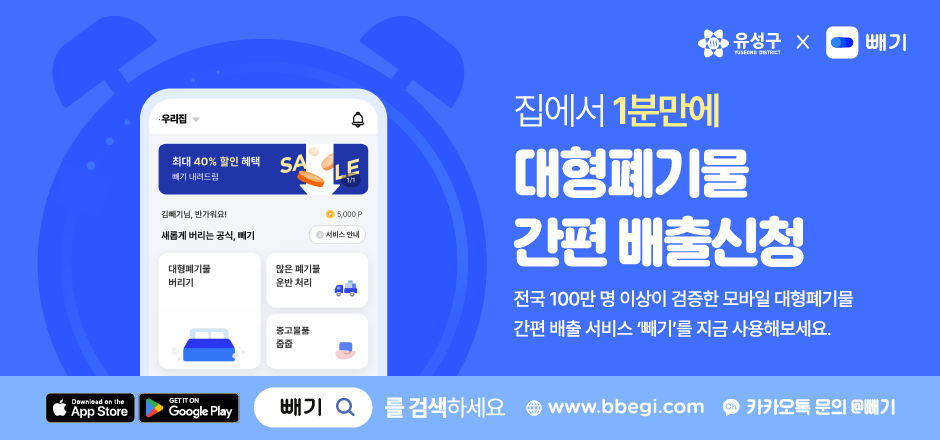 유성구
YUSEONG DISTRICT
X
빼기
집에서 1분만에
대형폐기물
간편 배출신청
전국 100만 명 이상이 검증한 모바일 대형폐기물
간편 배출 서비스 ‘빼기’를 지금 사용해보세요.
우리집
최대 40% 할인 혜택
빼기 내려드림
SALE
1/1
김빼기님, 반가워요!
5,000 P
새롭게 버리는 공식, 빼기
서비스 안내
대형폐기물
버리기
많은 폐기물
운반 처리
중고물품
줍줍
Download on the
App Store
GET IT ON
Google Play
빼기
를 검색하세요
www.bbegi.com
Ch
카카오톡 문의 @빼기